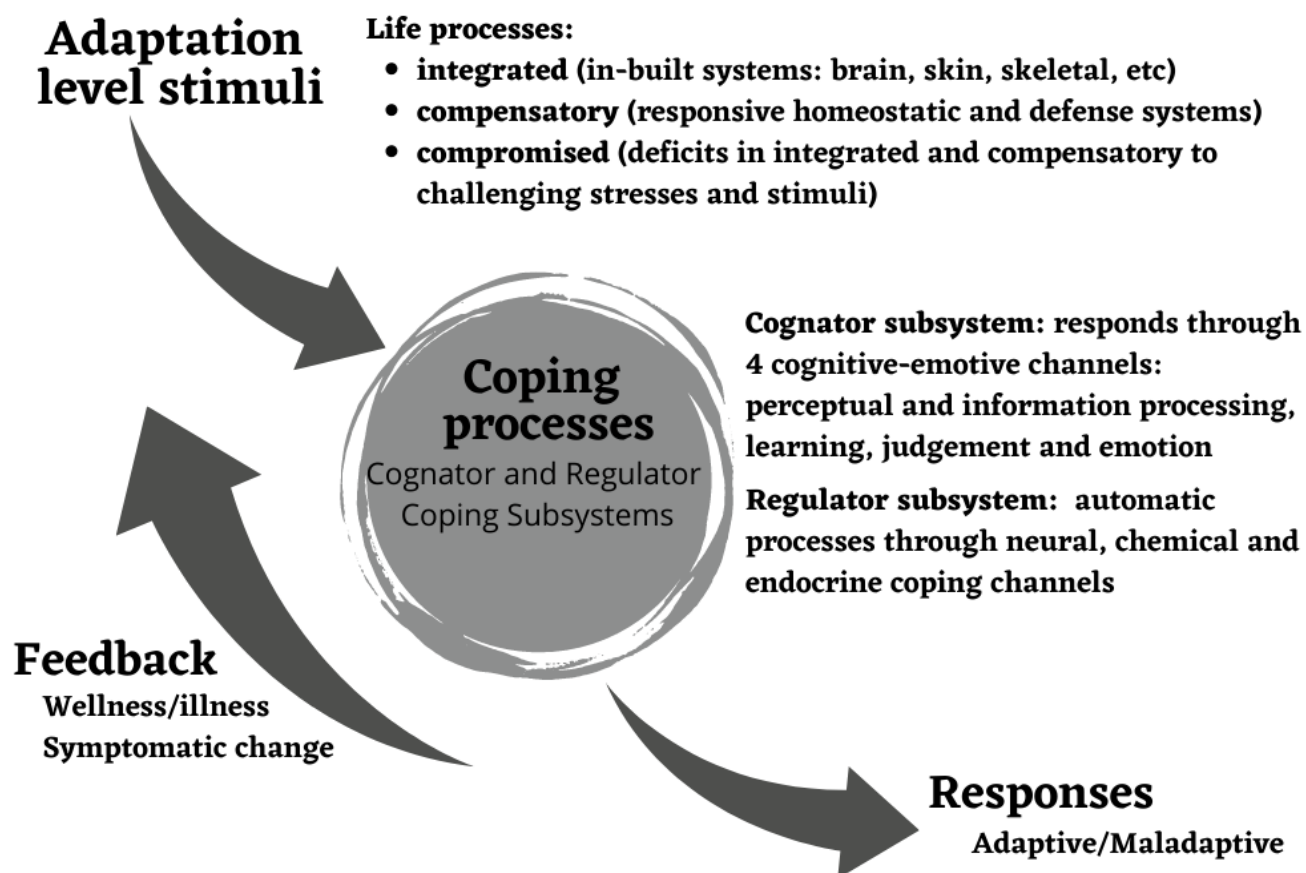 Adaptation
level stimuli
Life processes:
• integrated (in-built systems: brain, skin, skeletal, etc)
• compensatory (responsive homeostatic and defense systems)
• compromised (deficits in integrated and compensatory to
challenging stresses and stimuli)
Coping
processes
Cognator and Regulator
Coping Subsystems
Cognator subsystem: responds through
4 cognitive-emotive channels:
perceptual and information processing,
learning, judgement and emotion
Regulator subsystem: automatic
processes through neural, chemical and
endocrine coping channels
Feedback
Wellness/illness
Symptomatic change
Responses
Adaptive/Maladaptive